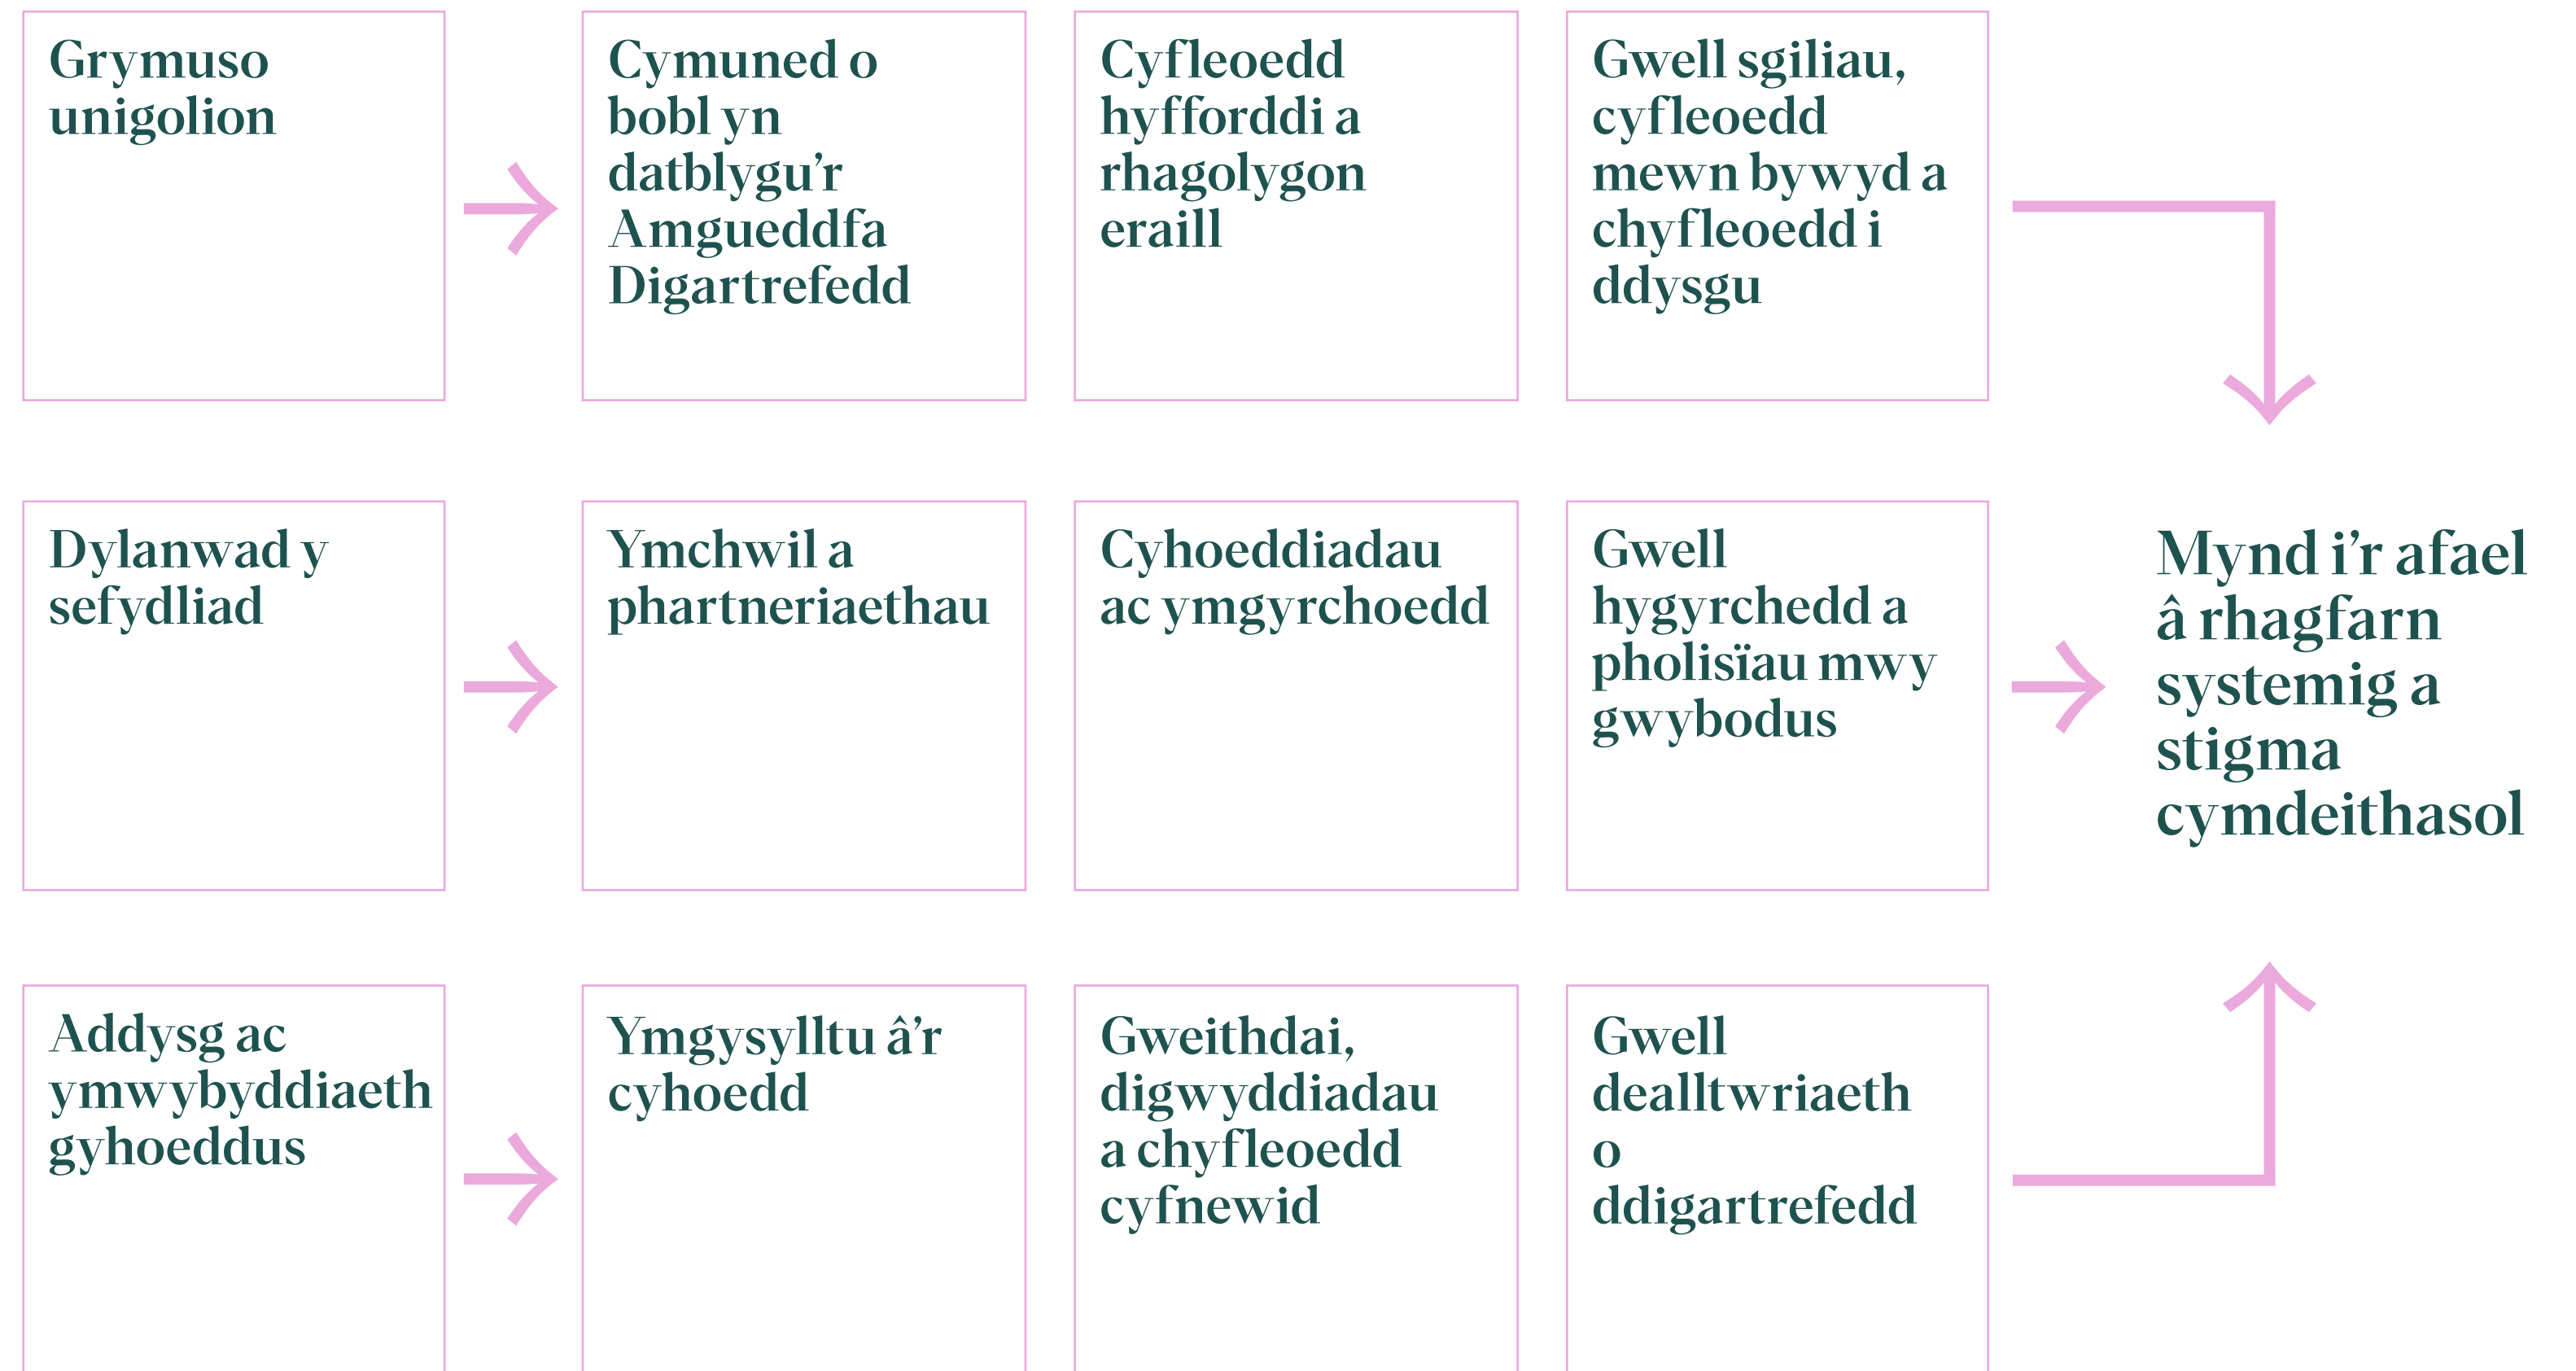 Grymuso
unigolion
Cymuned o
bobl yn
datblygu’r
Amgueddfa
Digartrefedd
Cyfleoedd
hyfforddi a
rhagolygon
eraill
Gwell sgiliau,
cyfleoedd
mewn bywyd a
chyfleoedd i
ddysgu
Dylanwad y
sefydliad
Ymchwil a
phartneriaethau
Cyhoeddiadau
ac ymgyrchoedd
Gwell
hygyrchedd a
pholisïau mwy
gwybodus
Mynd i’r afael
â rhagfarn
systemig a
stigma
cymdeithasol
Addysg ac
ymwybyddiaeth
gyhoeddus
Ymgysylltu â’r
cyhoedd
Gweithdai,
digwyddiadau
a chyfleoedd
cyfnewid
Gwell
dealltwriaeth
o
ddigartrefedd